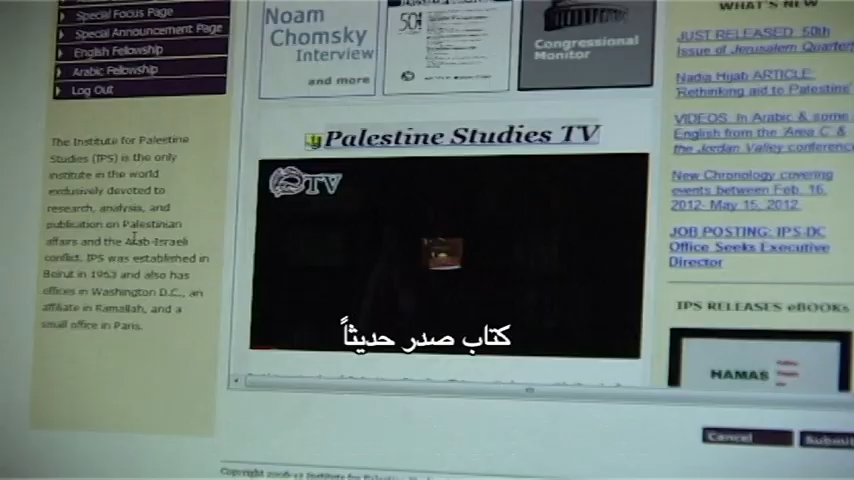 Special Focus Page
Special Announcement Page
English Fellowship
Arabic Fellowship
Log Out
The Institute for Palestine
Studies (IPS) is the only
institute in the world
exclusively devoted to
research, analysis, and
publication on Palestinian
affairs and the Arab-Israeli
conflict. IPS was established in
Beirut in 1963 and also has
offices in Washington D.C., an
affiliate in Ramallah, and a
small office in Paris.
Noam
Chomsky
Interview
and more
50
Congressional
Monitor
Palestine Studies TV
TV
كتاب صدر حديثاً
WHAT'S NEW
JUST RELEASED: 50th
Issue of Jerusalem Quarterl
Nadia Hijab ARTICLE:
'Rethinking aid to Palestine'
VIDEOS: In Arabic & some
English from the 'Area C &
the Jordan Valley' conference
New Chronology covering
events between Feb. 16,
2012- May 15, 2012
JOB POSTING: IPS-DC
Office Seeks Executive
Director
IPS RELEASES eBOOKs
HAMAS
Cancel
Submit